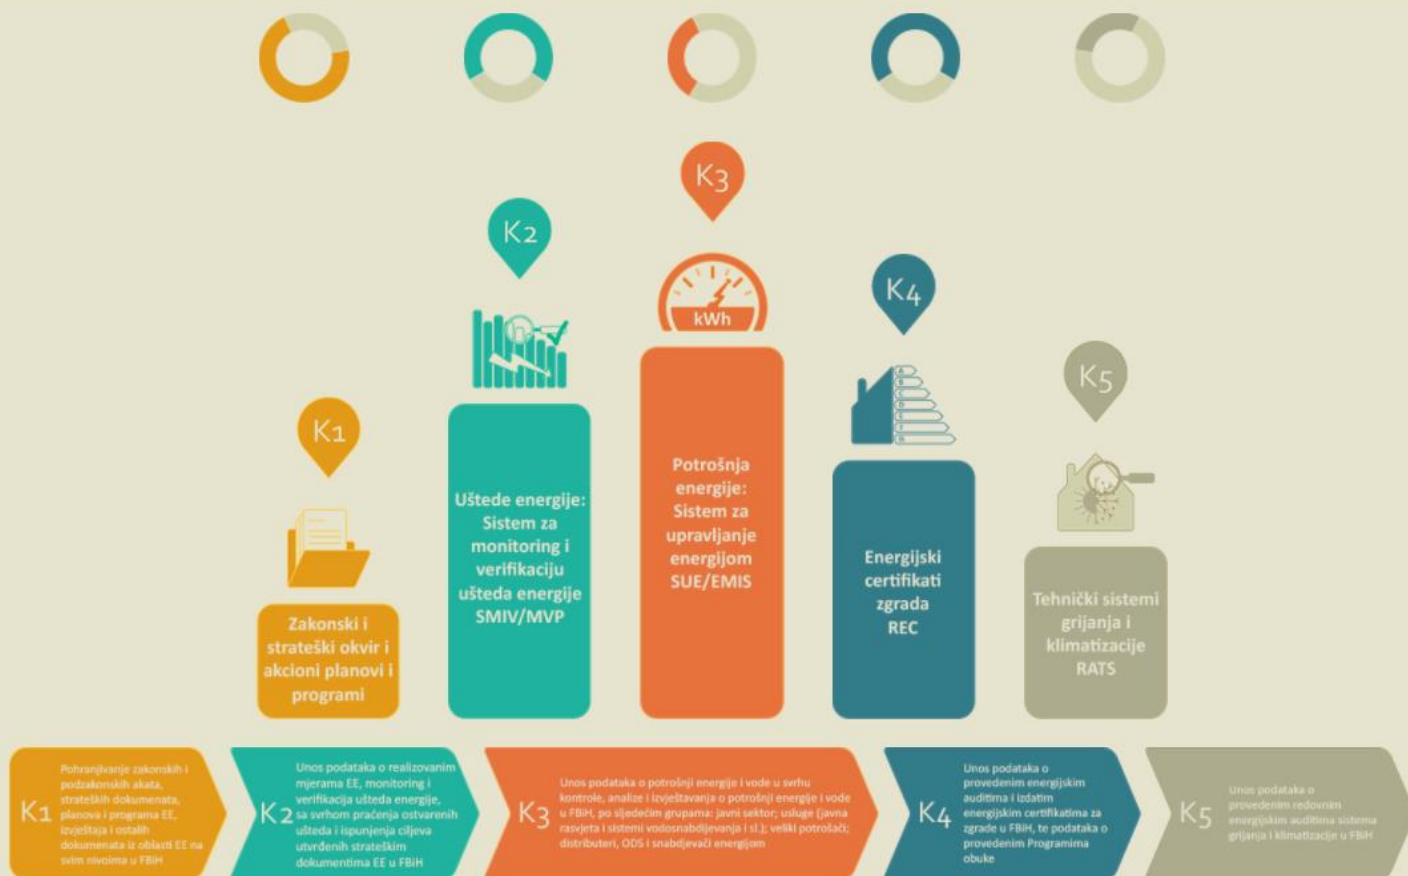 K1
K2
K3
K4
K5
kWh
A
B
C
D
E
F
G
Zakonski i
strateški okvir i
akcioni planovi i
programi
Uštede energije:
Sistem za
monitoring i
verifikaciju
ušteda energije
SMIV/MVP
Potrošnja
energije:
Sistem za
upravljanje
energijom
SUE/EMIS
Energijski
certifikati
zgrada
REC
Tehnički sistemi
grijanja i
klimatizacije
RATS
K1
Pohranjivanje zakonskih i
podzakonskih akata,
strateških dokumenata,
planova i programa EE,
izvještaja i ostalih
dokumenata iz oblasti EE na
svim nivoima u FBiH
K2
Unos podataka o realizovanim
mjerama EE, monitoring i
verifikacija ušteda energije,
sa svrhom praćenja ostvarenih
ušteda i ispunjenja ciljeva
utvrđenih strateškim
dokumentima EE u FBiH
K3
Unos podataka o potrošnji energije i vode u svrhu
kontrole, analize i izvještavanja o potrošnji energije i vode
u FBiH, po sljedećim grupama: javni sektor; usluge (javna
rasvjeta i sistemi vodosnabdijevanja i sl.); veliki potrošači;
distributeri, ODS i snabdjevači energijom
K4
Unos podataka o
provedenim energijskim
auditima i izdatim
energijskim certifikatima za
zgrade u FBiH, te podataka o
provedenim Programima
obuke
K5
Unos podataka o
provedenim redovnim
energijskim auditima sistema
grijanja i klimatizacije u FBiH